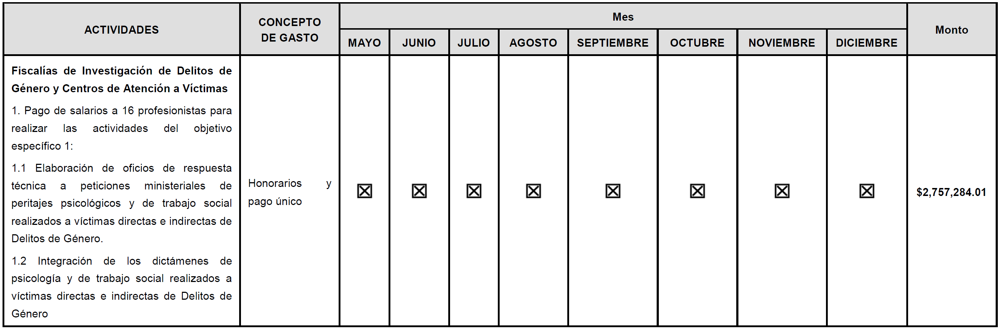 ACTIVIDADES
CONCEPTO
DE GASTO
Mes
Monto
MAYO
JUNIO
JULIO
AGOSTO
SEPTIEMBRE
OCTUBRE
NOVIEMBRE
DICIEMBRE
Fiscalías de Investigación de Delitos de
Género y Centros de Atención a Víctimas
1. Pago de salarios a 16 profesionistas para
realizar las actividades del objetivo
específico 1:
1.1 Elaboración de oficios de respuesta
técnica a peticiones ministeriales de
peritajes psicológicos y de trabajo social
realizados a víctimas directas e indirectas de
Delitos de Género.
1.2 Integración de los dictámenes de
psicología y de trabajo social realizados a
víctimas directas e indirectas de Delitos de
Género
Honorarios y
pago único
☒
☒
☒
☒
☒
☒
☒
☒
$2,757,284.01